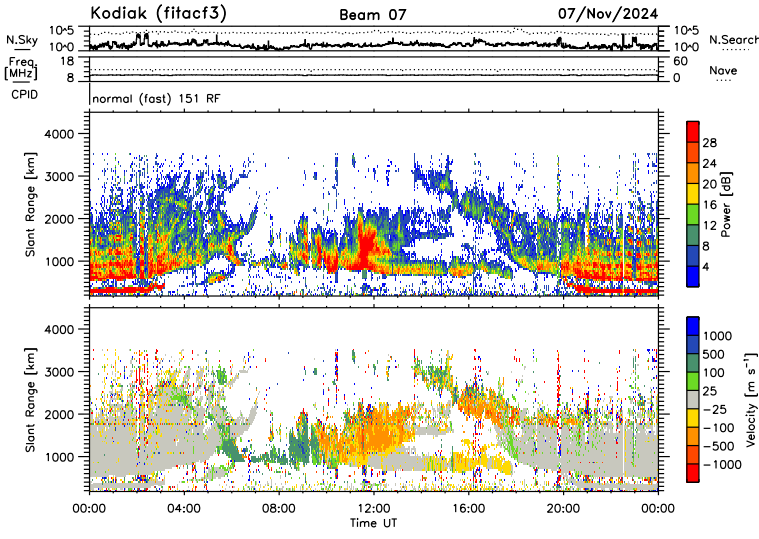 Kodiak (fitacf3) Beam 07 07/Nov/2024
N.Sky 10^5 10^0 10^5 10^0 N.Search
Freq. [MHz] 18 8 60 0 Nave
CPID normal (fast) 151 RF
Slant Range [km]
4000
3000
2000
1000
28
24
20
16
12
8
4
Power [dB]
Slant Range [km]
4000
3000
2000
1000
1000
500
100
25
-25
-100
-500
-1000
Velocity [m s^-1]
00:00 04:00 08:00 12:00 16:00 20:00 00:00
Time UT